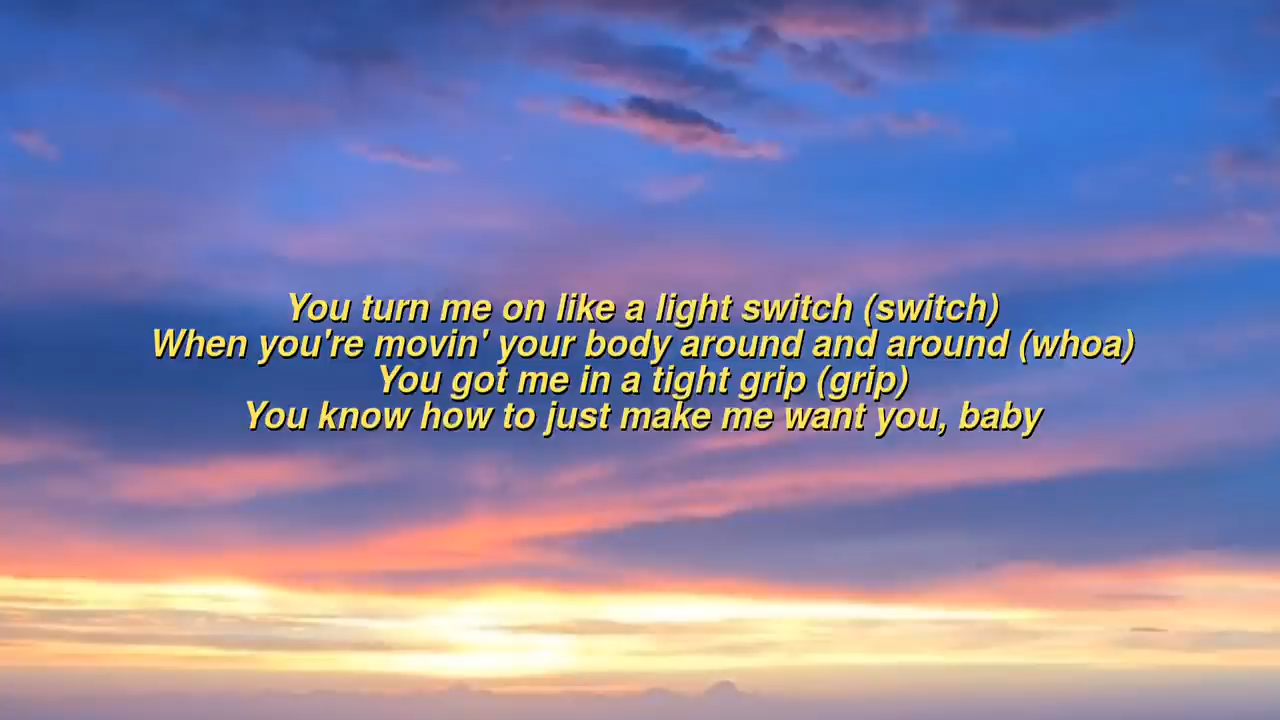 You turn me on like a light switch (switch)
When you're movin' your body around and around (whoa)
You got me in a tight grip (grip)
You know how to just make me want you, baby